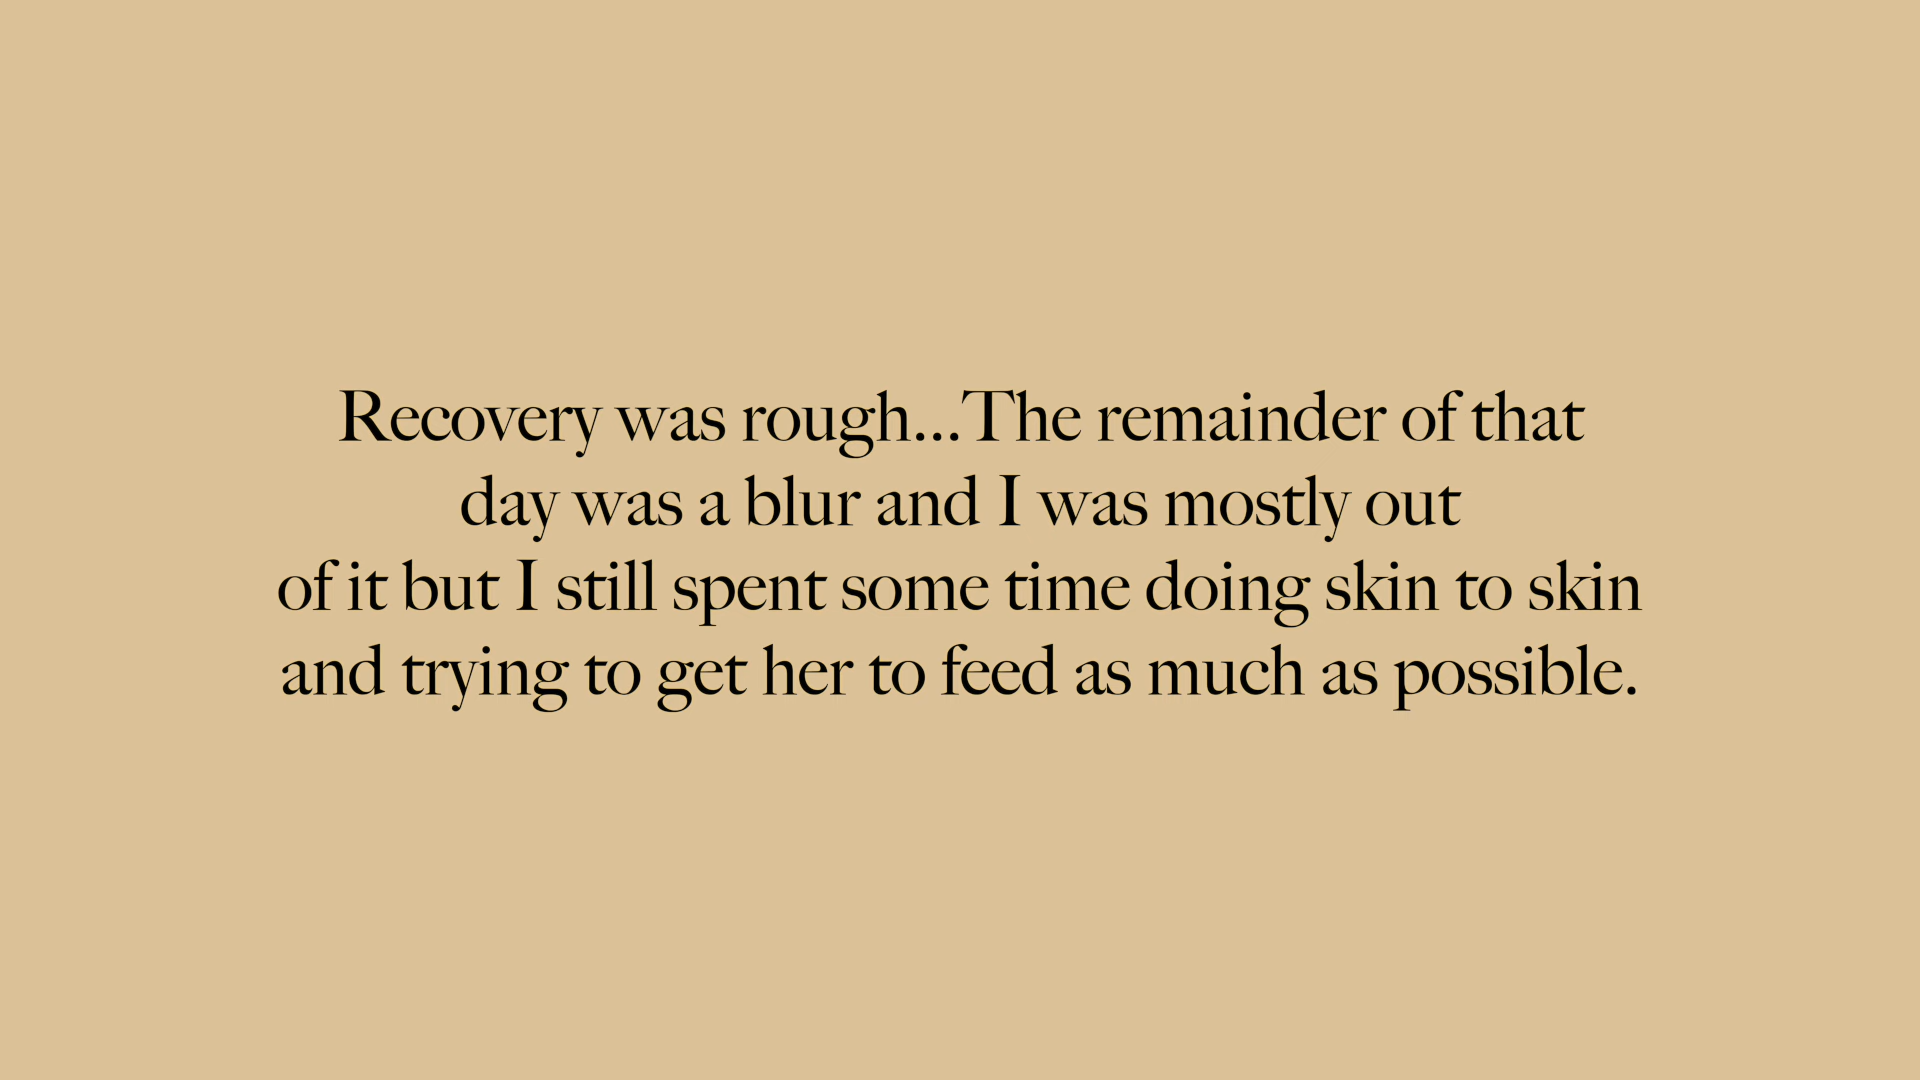 Recovery was rough...The remainder of that
day was a blur and I was mostly out
of it but I still spent some time doing skin to skin
and trying to get her to feed as much as possible.